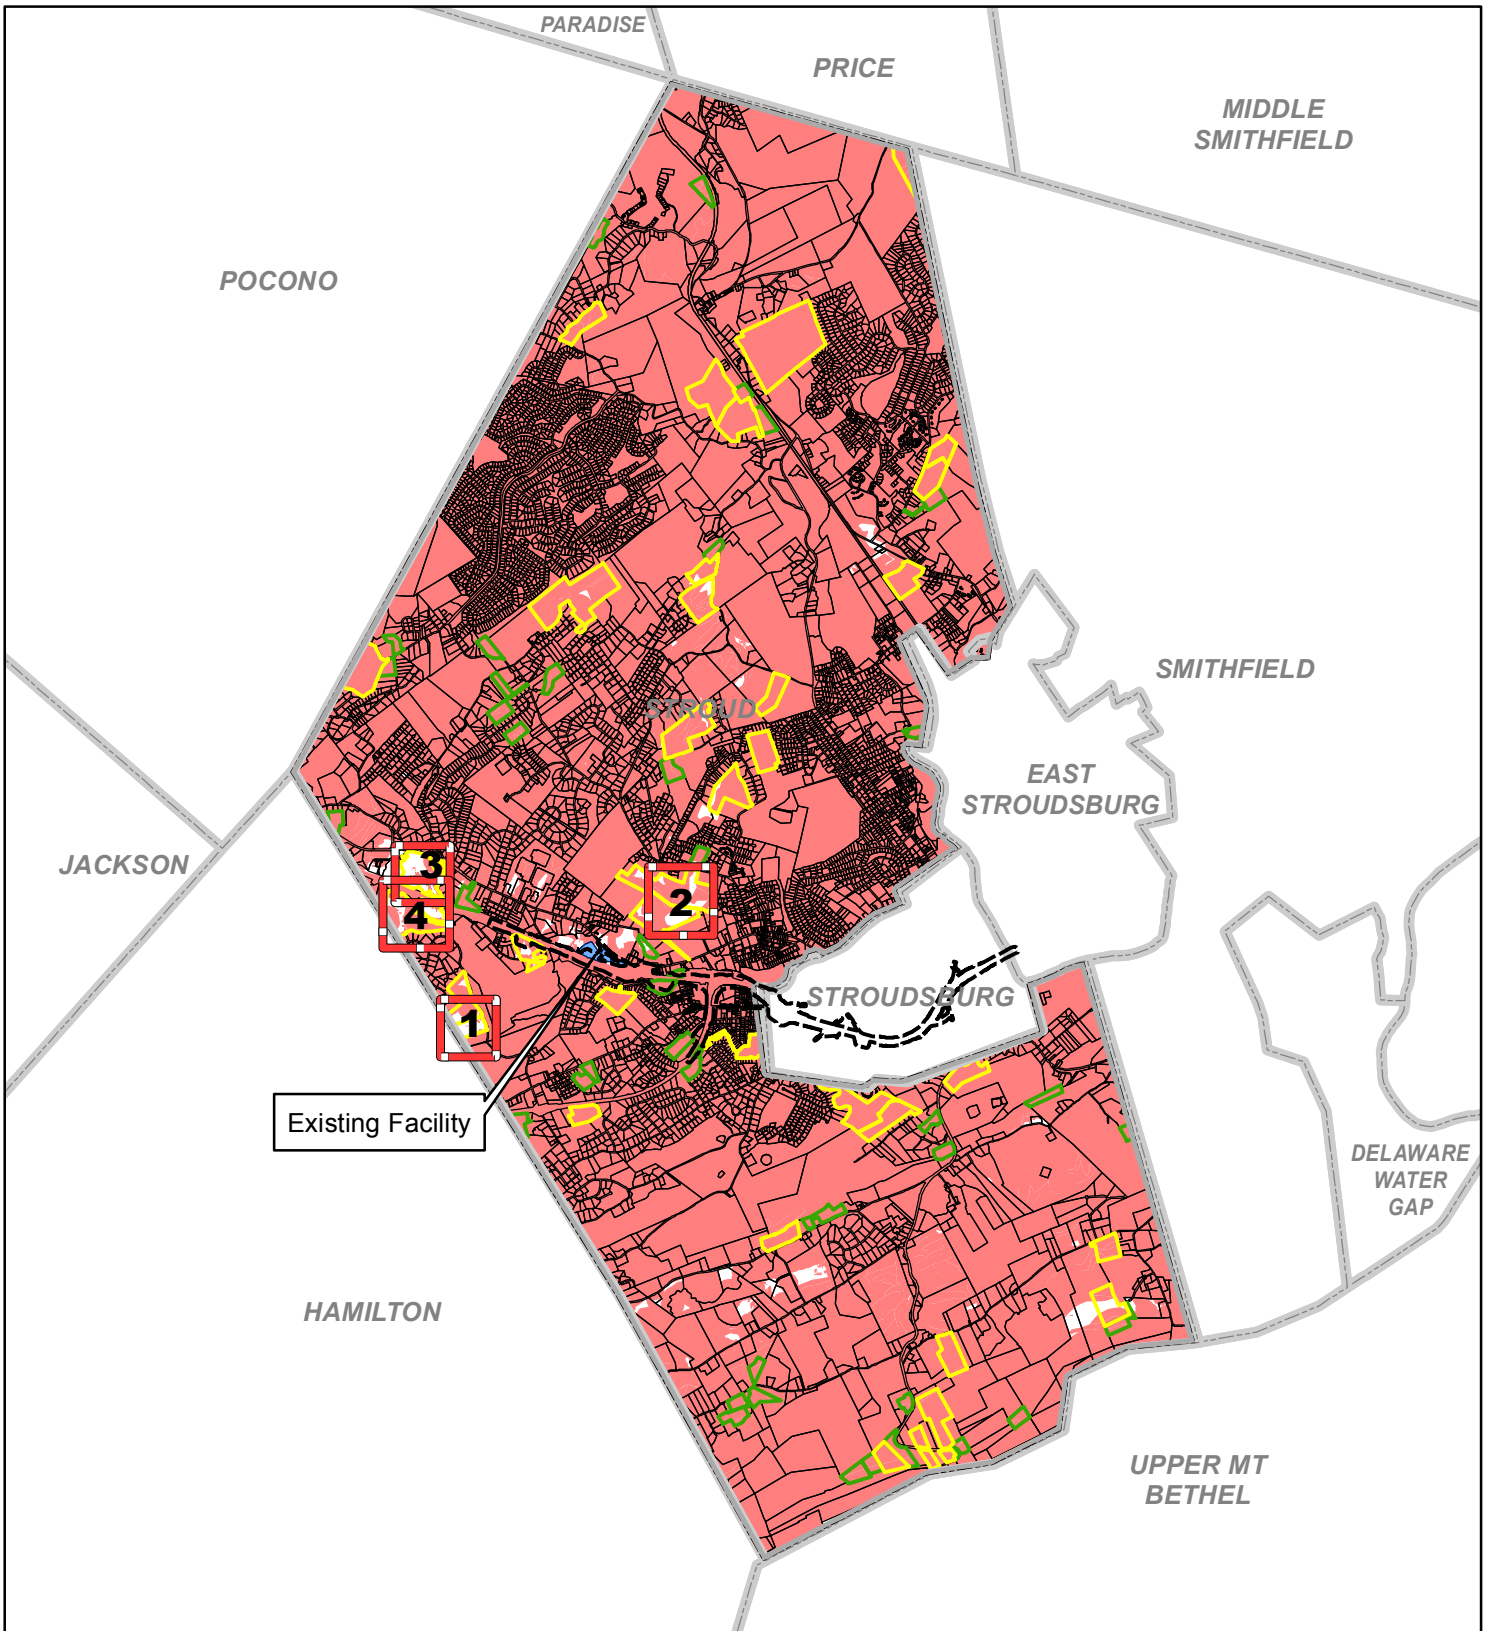 PARADISE
PRICE
MIDDLE
SMITHFIELD
POCONO
SMITHFIELD
STROUD
EAST
STROUDSBURG
JACKSON
3
2
4
STROUDSBURG
1
Existing Facility
DELAWARE
WATER
GAP
HAMILTON
UPPER MT
BETHEL